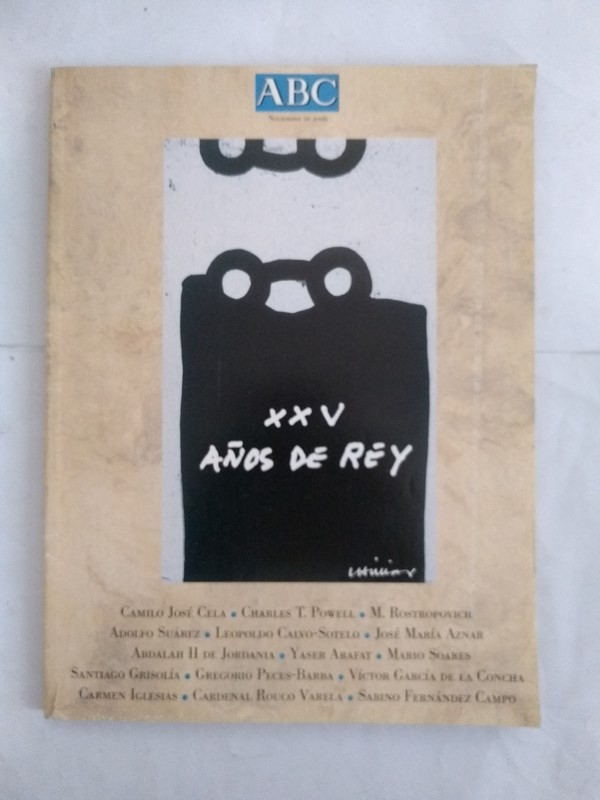 ABC
XXV
AÑOS DE REY
Camilo José Cela • Charles T. Powell • M. Rostropovich
Adolfo Suárez • Leopoldo Calvo-Sotelo • José María Aznar
Abdalah II de Jordania • Yaser Arafat • Mario Soares
Santiago Grisolía • Gregorio Peces-Barba • Víctor García de la Concha
Carmen Iglesias • Cardenal Rouco Varela • Sabino Fernández Campo